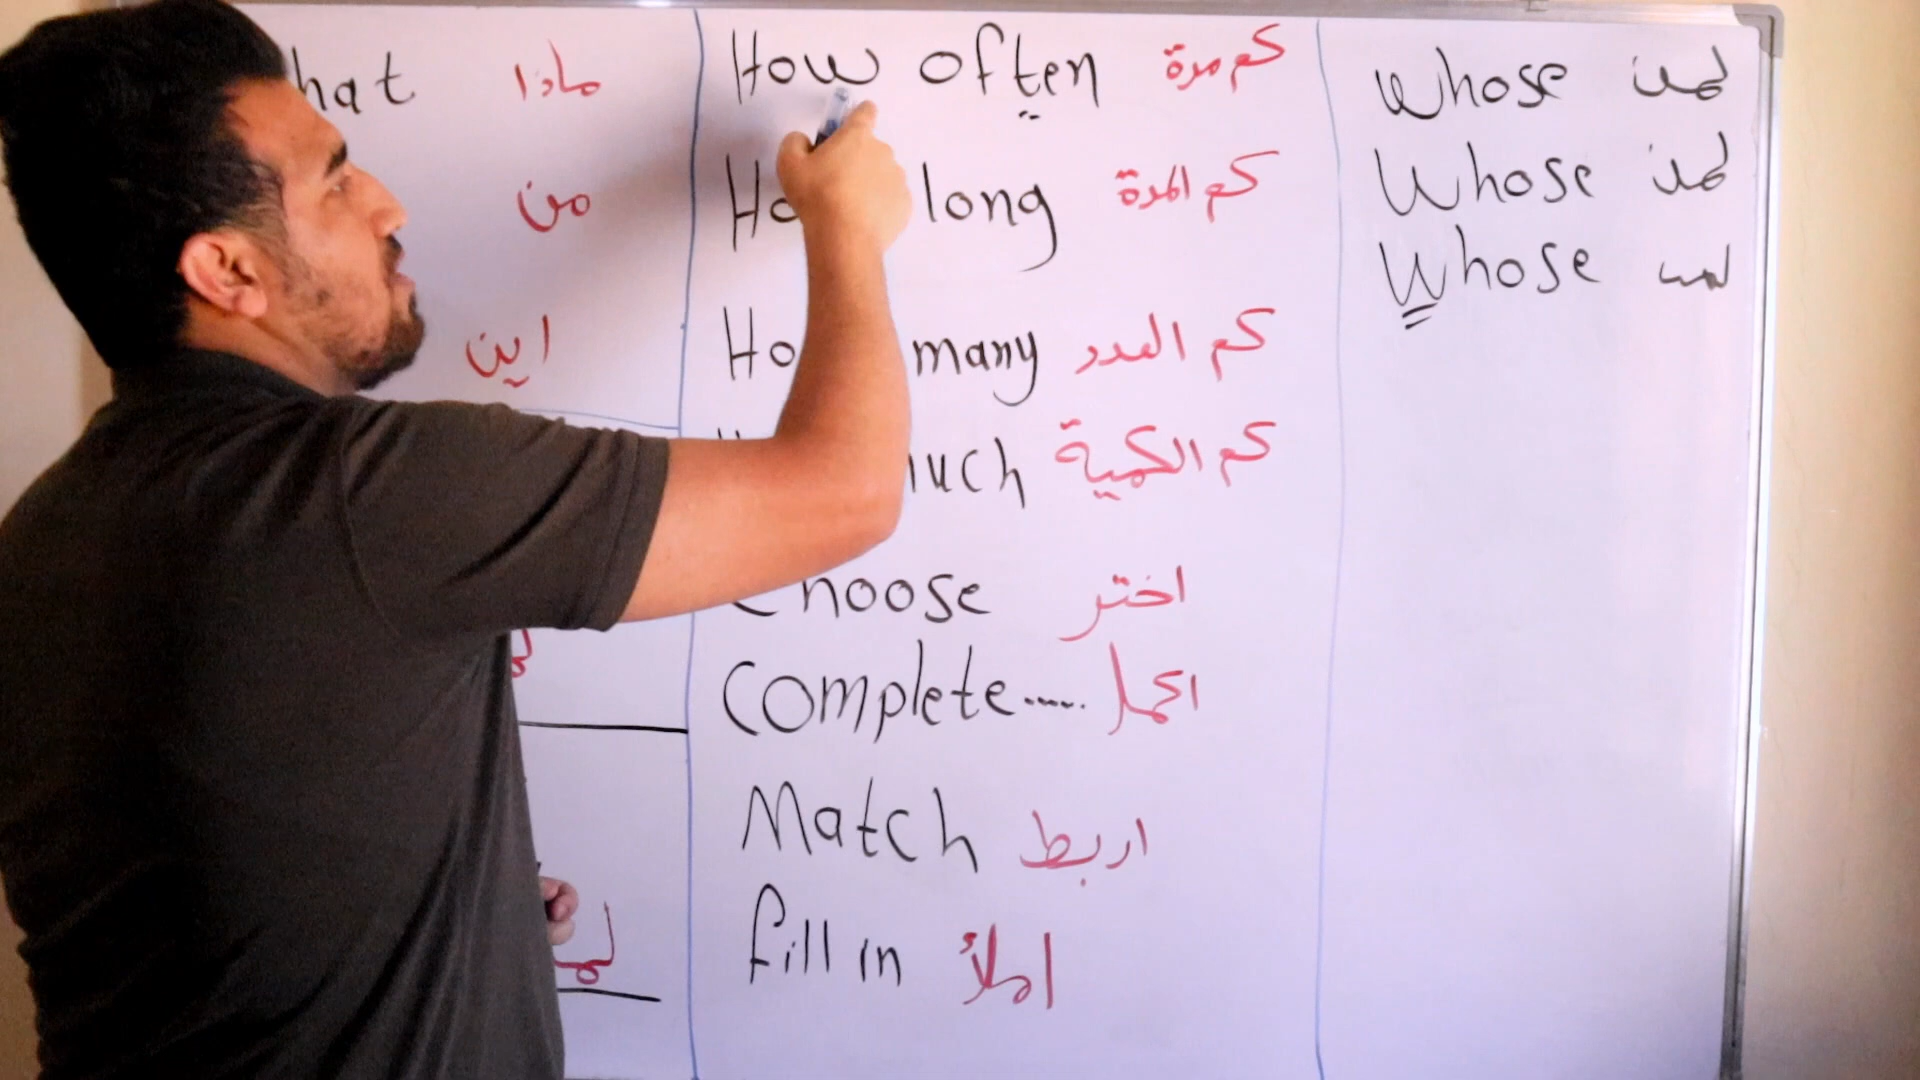 hat ماذا
من
اين
How often كم مرة
Ho long كم المدة
Ho many كم العدد
uch كم الكمية
Choose اختر
Complete..... اكمل
Match اربط
fill in املأ
Whose لمن
Whose لمن
Whose لمن